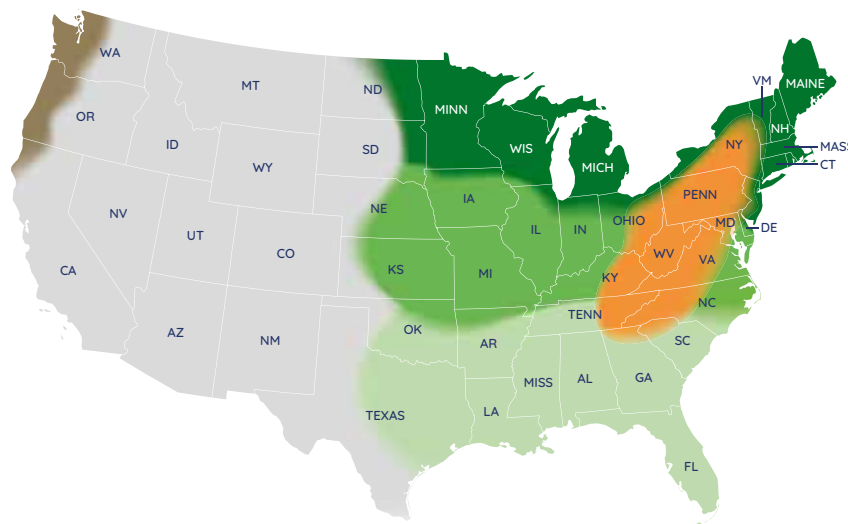 WA
MT
ND
MINN
VM
MAINE
OR
ID
WY
SD
WIS
MICH
NY
NH
MASS
CT
NV
UT
CO
NE
IA
IL
IN
OHIO
PENN
MD
DE
CA
KS
MI
KY
WV
VA
AZ
NM
OK
AR
TENN
NC
SC
TEXAS
LA
MISS
AL
GA
FL